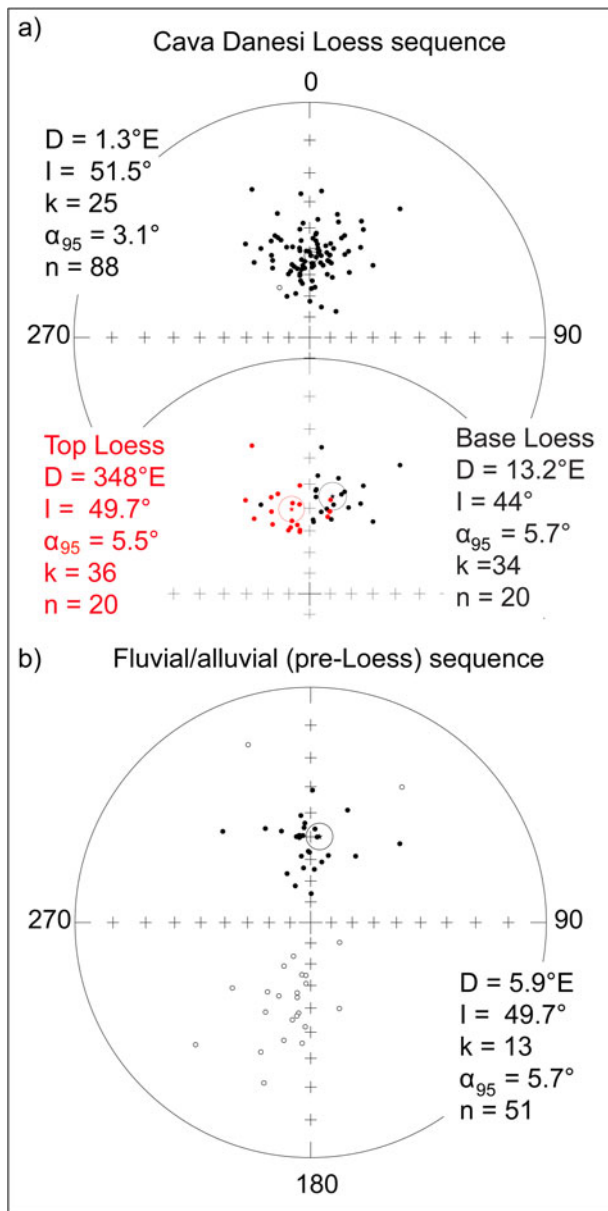 a)
Cava Danesi Loess sequence
0
D = 1.3°E
I = 51.5°
k = 25
α95 = 3.1°
n = 88
270
90
Top Loess
D = 348°E
I = 49.7°
α95 = 5.5°
k = 36
n = 20
Base Loess
D = 13.2°E
I = 44°
α95 = 5.7°
k =34
n = 20
b)
Fluvial/alluvial (pre-Loess) sequence
270
90
D = 5.9°E
I = 49.7°
k = 13
α95 = 5.7°
n = 51
180